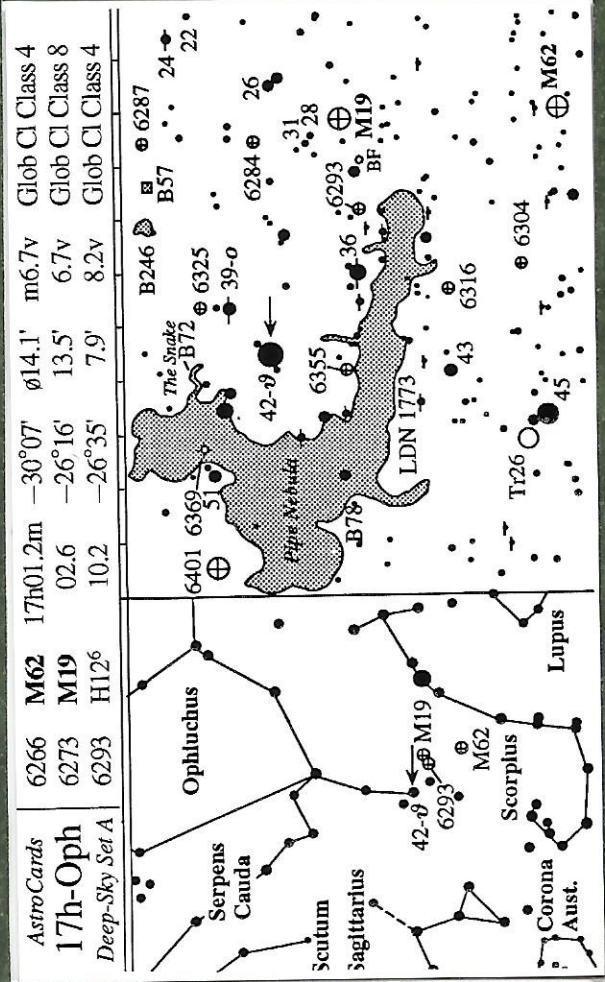 AstroCards
17h-Oph
Deep-Sky Set A
6266 M62 17h01.2m −30°07' ø14.1' m6.7v Glob Cl Class 4
6273 M19 02.6 −26°16' 13.5' 6.7v Glob Cl Class 8
6293 H12⁶ 10.2 −26°35' 7.9' 8.2v Glob Cl Class 4
Ophiuchus
Serpens
Cauda
Scutum
Sagittarius
42-ϑ
M19
6293
M62
Scorpius
Corona
Aust.
Lupus
B246
B57
6287
24
22
The Snake
B72
6325
39-o
6284
26
31
28
42-ϑ
6401
6369
51
Pipe Nebula
6355
36
6293
BF
M19
B78
LDN 1773
43
6316
6304
M62
Tr26
45